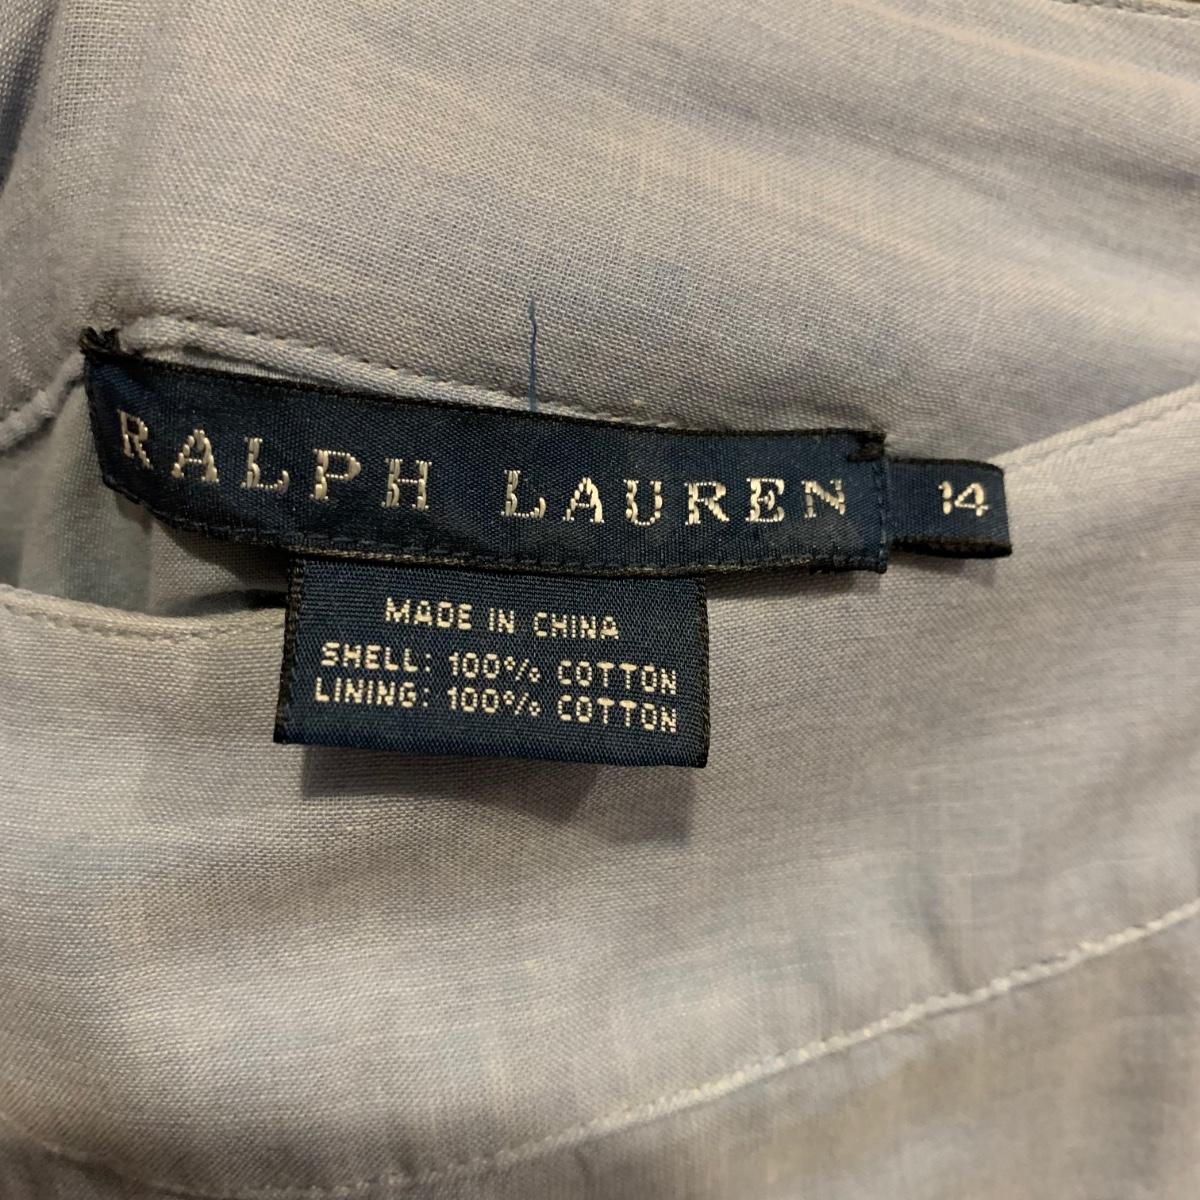 RALPH LAUREN
14
MADE IN CHINA
SHELL: 100% COTTON
LINING: 100% COTTON